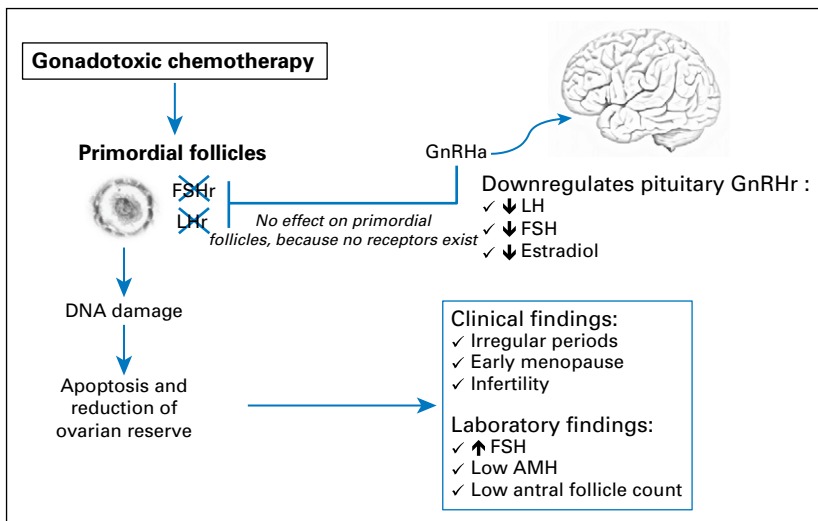 Gonadotoxic chemotherapy
Primordial follicles
FSHr
LHr
GnRHa
No effect on primordial
follicles, because no receptors exist
Downregulates pituitary GnRHr :
✓ ↓ LH
✓ ↓ FSH
✓ ↓ Estradiol
DNA damage
Apoptosis and
reduction of
ovarian reserve
Clinical findings:
✓ Irregular periods
✓ Early menopause
✓ Infertility
Laboratory findings:
✓ ↑ FSH
✓ Low AMH
✓ Low antral follicle count